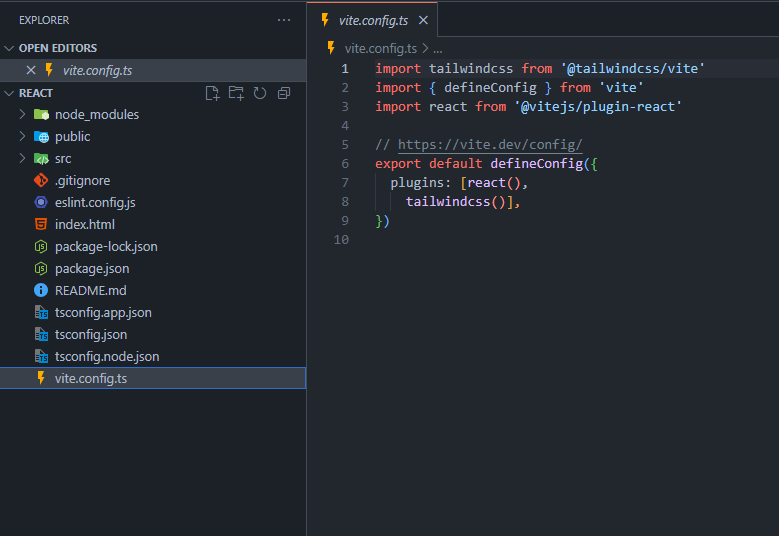 EXPLORER
OPEN EDITORS
vite.config.ts
REACT
node_modules
public
src
.gitignore
eslint.config.js
index.html
package-lock.json
package.json
README.md
tsconfig.app.json
tsconfig.json
tsconfig.node.json
vite.config.ts
vite.config.ts
vite.config.ts > ...
1 import tailwindcss from '@tailwindcss/vite'
2 import { defineConfig } from 'vite'
3 import react from '@vitejs/plugin-react'
4
5 // https://vite.dev/config/
6 export default defineConfig({
7   plugins: [react(),
8     tailwindcss()],
9 })
10